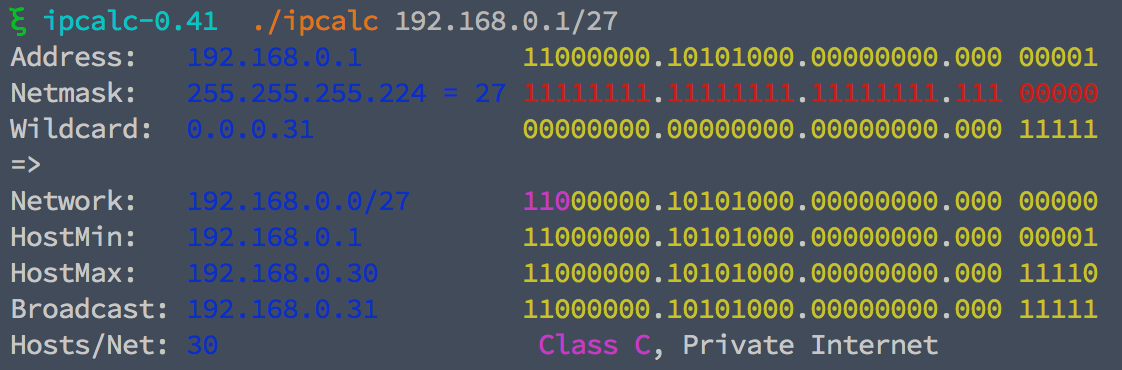 ξ ipcalc-0.41 ./ipcalc 192.168.0.1/27
Address: 192.168.0.1 11000000.10101000.00000000.000 00001
Netmask: 255.255.255.224 = 27 11111111.11111111.11111111.111 00000
Wildcard: 0.0.0.31 00000000.00000000.00000000.000 11111
=>
Network: 192.168.0.0/27 11000000.10101000.00000000.000 00000
HostMin: 192.168.0.1 11000000.10101000.00000000.000 00001
HostMax: 192.168.0.30 11000000.10101000.00000000.000 11110
Broadcast: 192.168.0.31 11000000.10101000.00000000.000 11111
Hosts/Net: 30 Class C, Private Internet